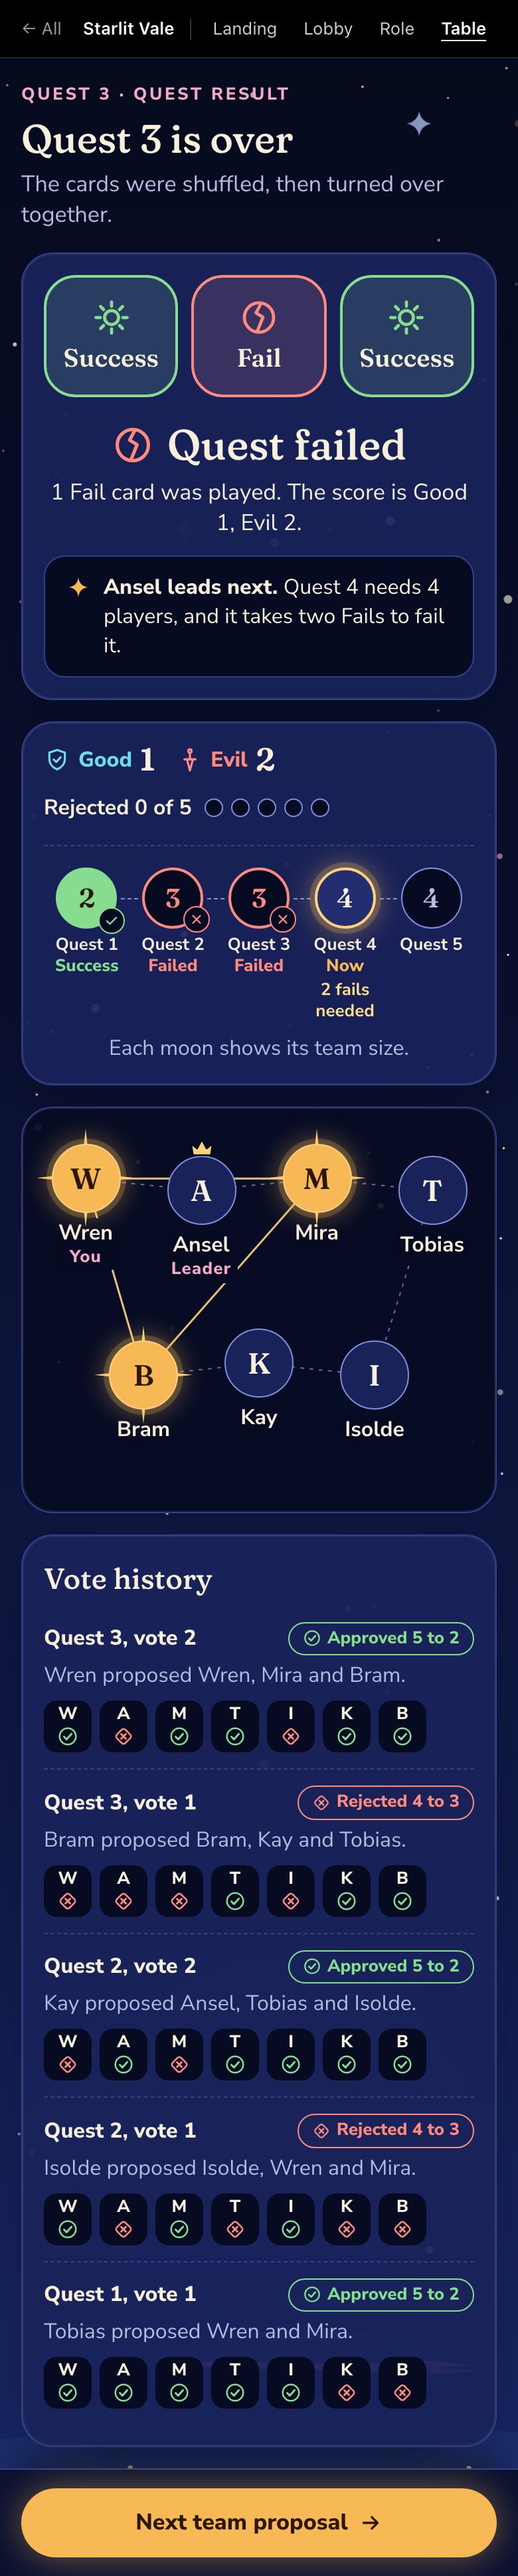 ← All Starlit Vale Landing Lobby Role Table
QUEST 3 · QUEST RESULT
Quest 3 is over
The cards were shuffled, then turned over
together.
Success Fail Success
Quest failed
1 Fail card was played. The score is Good
1, Evil 2.
Ansel leads next. Quest 4 needs 4
players, and it takes two Fails to fail
it.
Good 1 Evil 2
Rejected 0 of 5
2 3 3 4 4
Quest 1 Quest 2 Quest 3 Quest 4 Quest 5
Success Failed Failed Now
2 fails
needed
Each moon shows its team size.
W A M T
Wren Ansel Mira Tobias
You Leader
B K I
Bram Kay Isolde
Vote history
Quest 3, vote 2 Approved 5 to 2
Wren proposed Wren, Mira and Bram.
W A M T I K B
Quest 3, vote 1 Rejected 4 to 3
Bram proposed Bram, Kay and Tobias.
W A M T I K B
Quest 2, vote 2 Approved 5 to 2
Kay proposed Ansel, Tobias and Isolde.
W A M T I K B
Quest 2, vote 1 Rejected 4 to 3
Isolde proposed Isolde, Wren and Mira.
W A M T I K B
Quest 1, vote 1 Approved 5 to 2
Tobias proposed Wren and Mira.
W A M T I K B
Next team proposal →